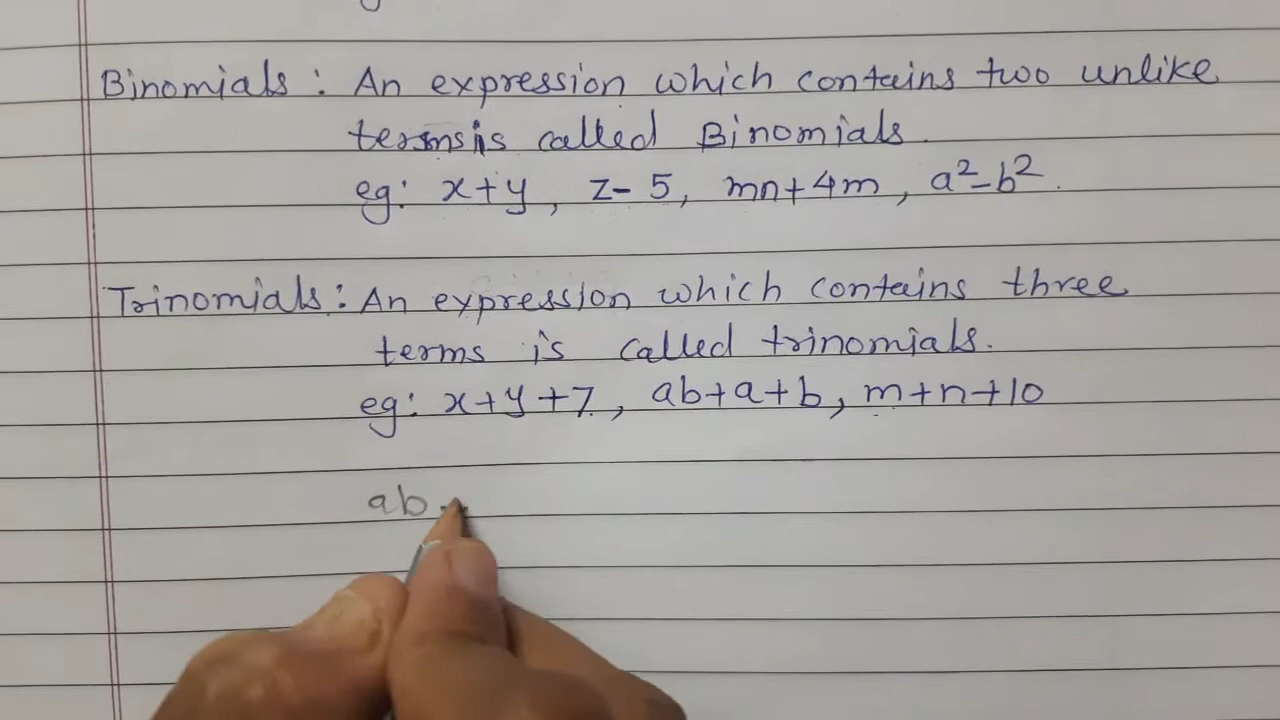 Binomials : An expression which contains two unlike
terms is called Binomials.
eg: x+y, z-5, mn+4m, a²-b².
Trinomials : An expression which contains three
terms is called trinomials.
eg: x+y+7, ab+a+b, m+n+10
ab